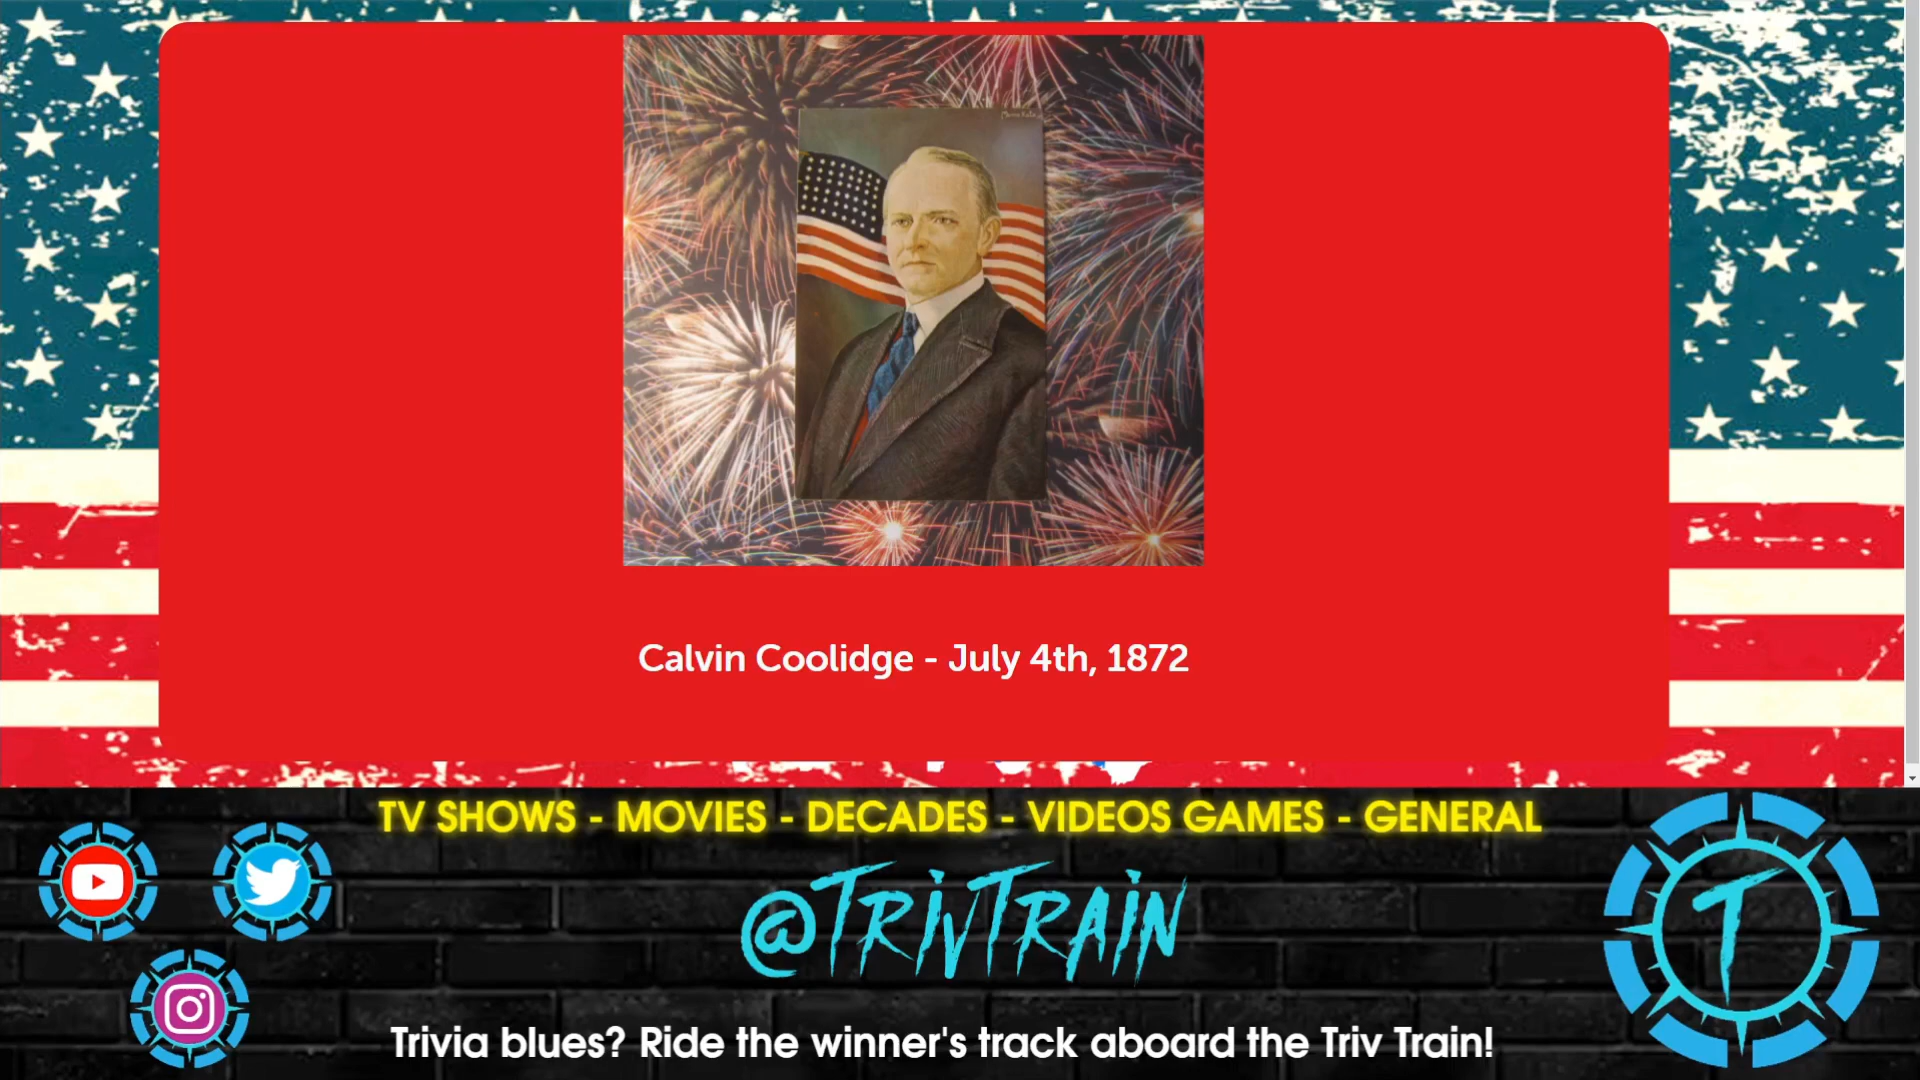 Calvin Coolidge - July 4th, 1872
TV SHOWS - MOVIES - DECADES - VIDEOS GAMES - GENERAL
@TRIVTRAIN
T
Trivia blues? Ride the winner's track aboard the Triv Train!